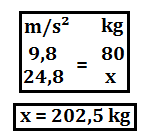 m/s² kg
9,8 = 80
24,8 x
x = 202,5 kg